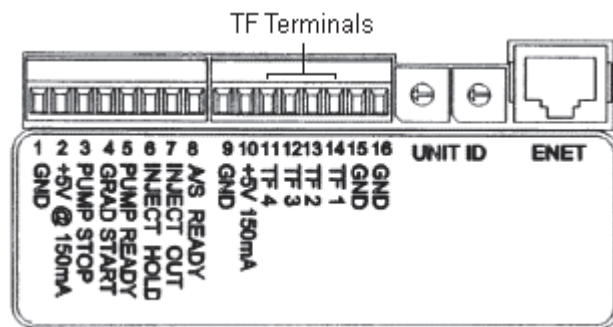 TF Terminals
1 2 3 4 5 6 7 8 9 10 11 12 13 14 15 16 UNIT ID ENET
GND
+5V @ 150mA
PUMP STOP
GRAD START
PUMP READY
INJECT HOLD
INJECT OUT
A/S READY
GND
+5V 150mA
TF 4
TF 3
TF 2
TF 1
GND
GND